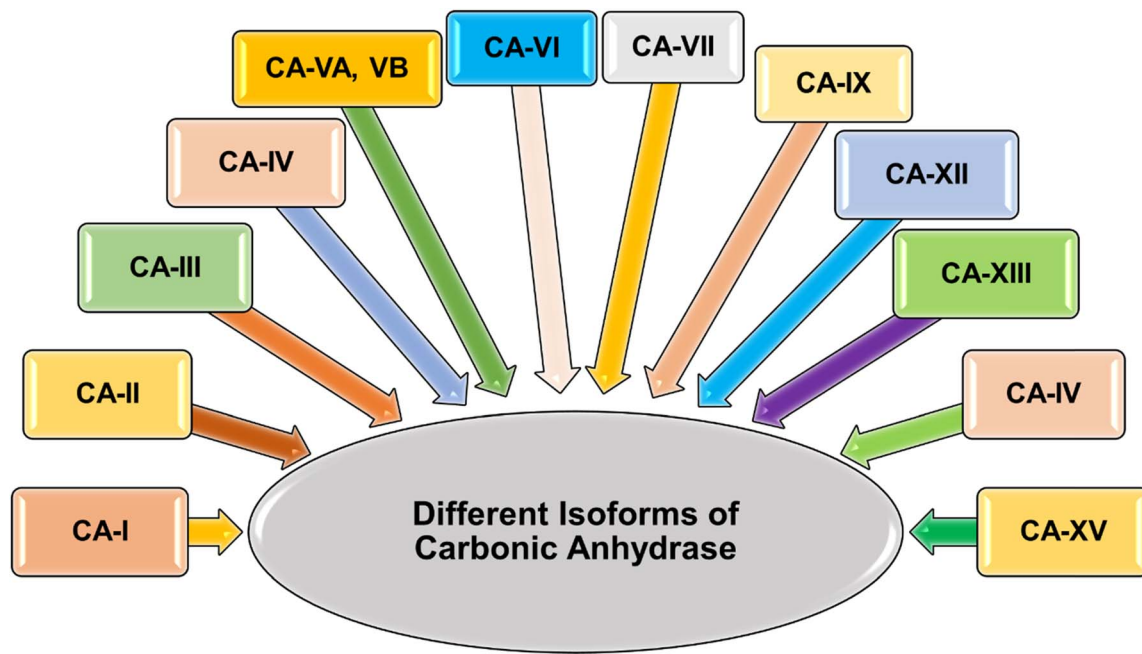 CA-I
CA-II
CA-III
CA-IV
CA-VA, VB
CA-VI
CA-VII
CA-IX
CA-XII
CA-XIII
CA-IV
CA-XV
Different Isoforms of
Carbonic Anhydrase